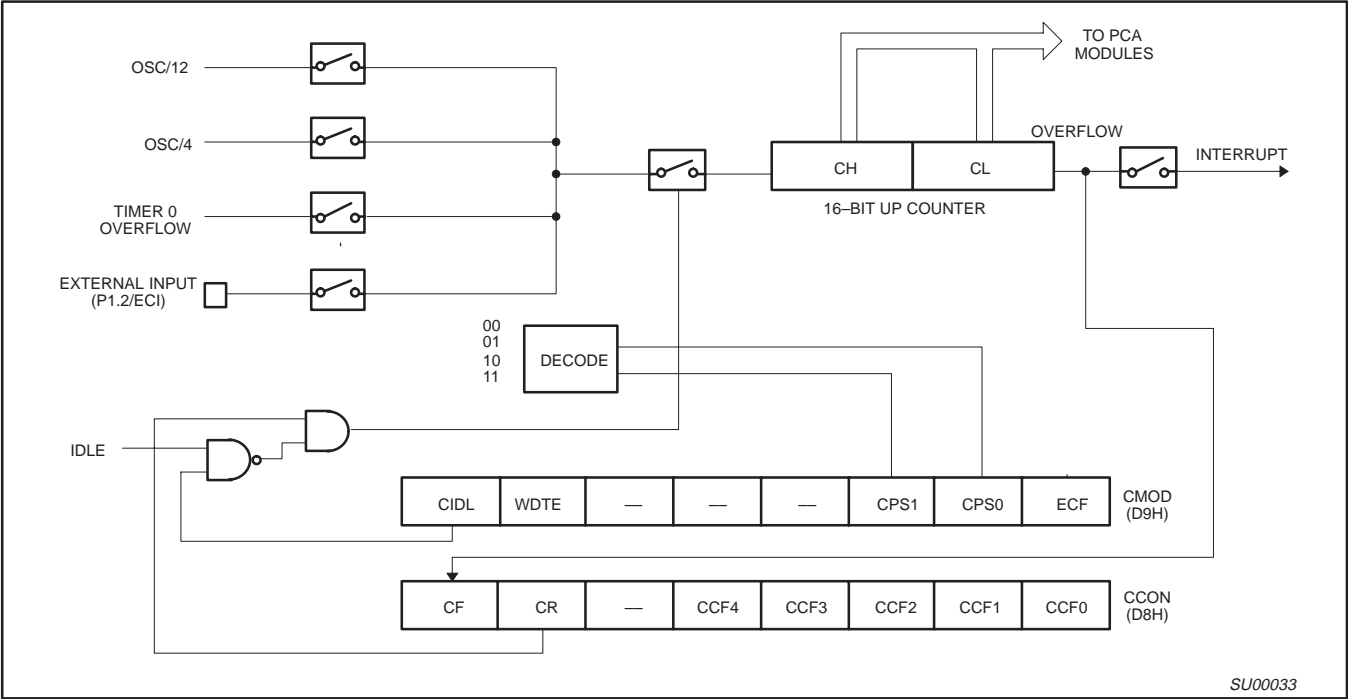 OSC/12
OSC/4
TIMER 0
OVERFLOW
EXTERNAL INPUT
(P1.2/ECI)
TO PCA
MODULES
CH
CL
16–BIT UP COUNTER
OVERFLOW
INTERRUPT
00
01
10
11
DECODE
IDLE
CIDL WDTE –– –– –– CPS1 CPS0 ECF
CMOD
(D9H)
CF CR –– CCF4 CCF3 CCF2 CCF1 CCF0
CCON
(D8H)
SU00033